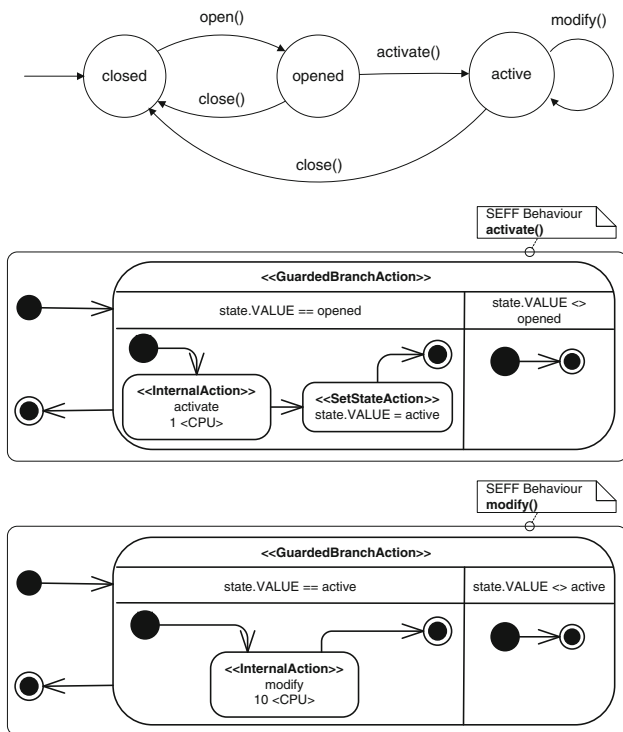 open()
modify()
activate()
closed
opened
active
close()
close()
SEFF Behaviour
activate()
<<GuardedBranchAction>>
state.VALUE == opened
state.VALUE <>
opened
<<InternalAction>>
activate
1 <CPU>
<<SetStateAction>>
state.VALUE = active
SEFF Behaviour
modify()
<<GuardedBranchAction>>
state.VALUE == active
state.VALUE <> active
<<InternalAction>>
modify
10 <CPU>